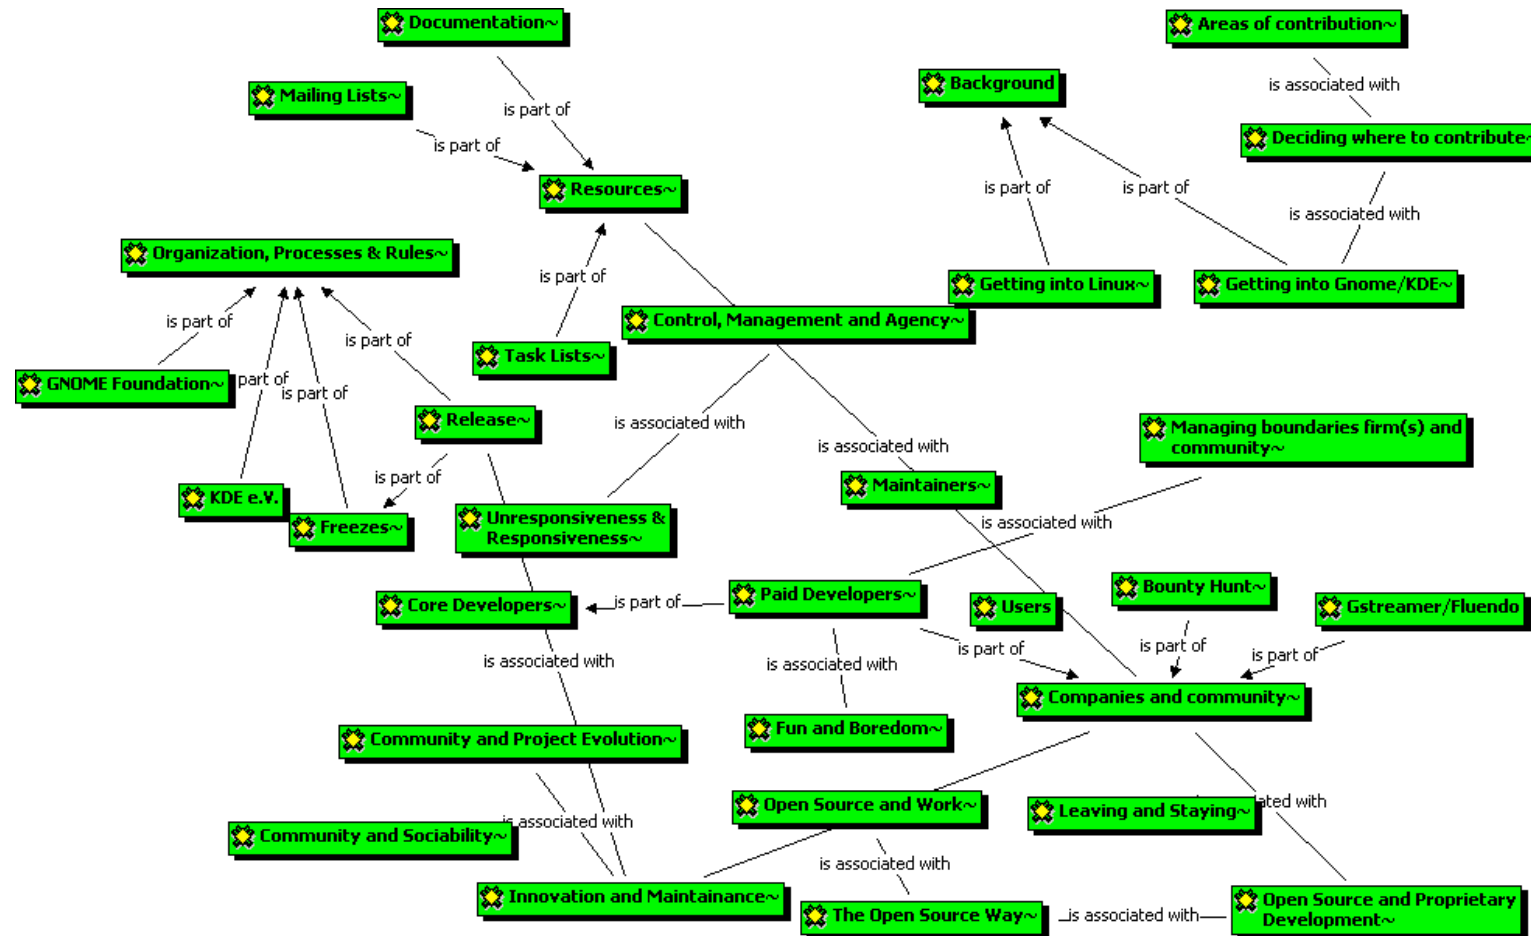 Documentation~
Areas of contribution~
Mailing Lists~
Background
is associated with
is part of
is part of
Deciding where to contribute~
Resources~
is part of
is part of
is associated with
Organization, Processes & Rules~
is part of
Getting into Linux~
Getting into Gnome/KDE~
is part of
Control, Management and Agency~
is part of
Task Lists~
GNOME Foundation~
part of
is part of
Release~
is associated with
Managing boundaries firm(s) and
community~
is associated with
is part of
Maintainers~
KDE e.V.
Freezes~
Unresponsiveness &
Responsiveness~
is associated with
Core Developers~
is part of
Paid Developers~
Users
Bounty Hunt~
Gstreamer/Fluendo
is associated with
is associated with
is part of
is part of
is part of
Companies and community~
Community and Project Evolution~
Fun and Boredom~
is associated with
Open Source and Work~
Leaving and Staying~
ated with
Community and Sociability~
is associated with
Innovation and Maintainance~
The Open Source Way~
is associated with
Open Source and Proprietary
Development~